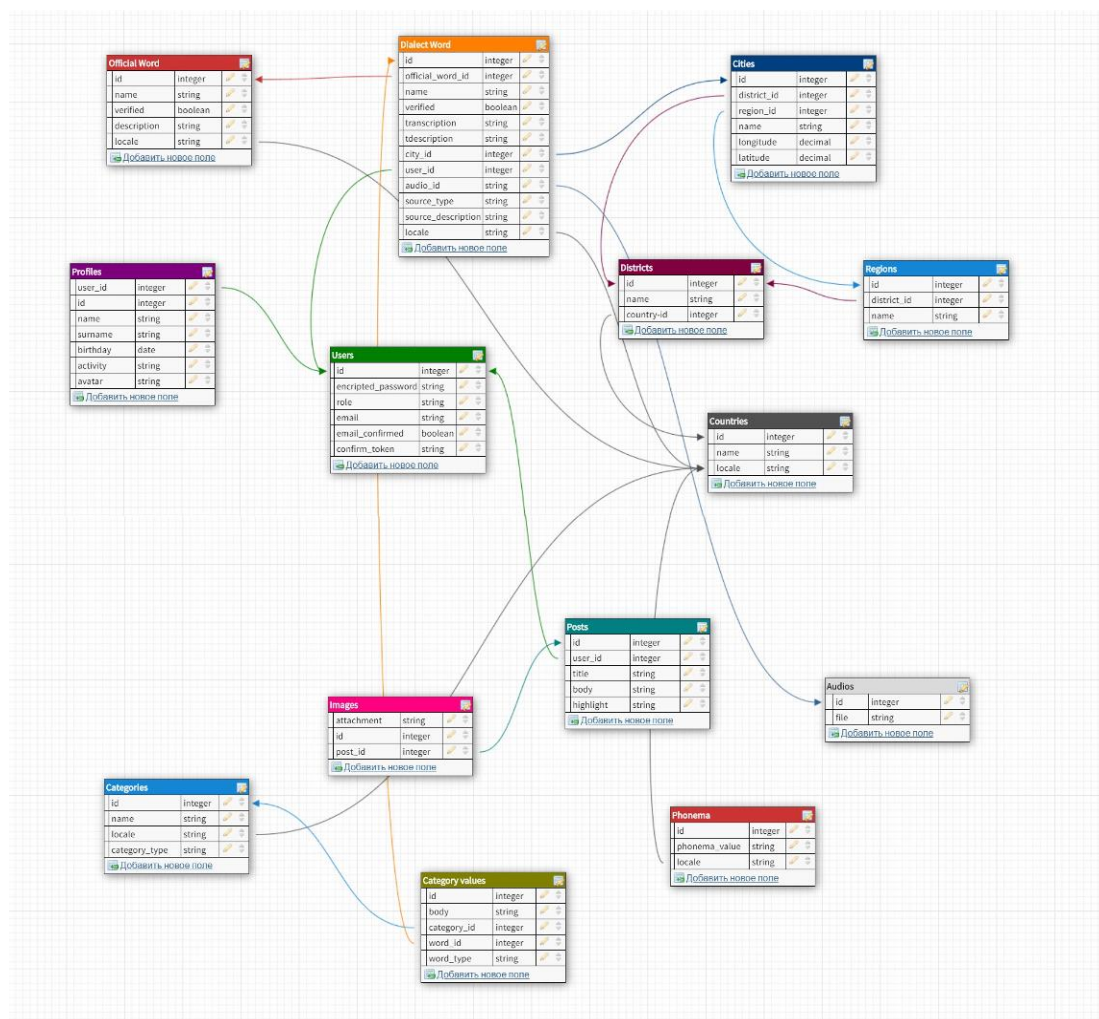 Official Word
id integer
name string
verified boolean
description string
locale string
Добавить новое поле
Dialect Word
id integer
official_word_id integer
name string
verified boolean
transcription string
tdescription string
city_id integer
user_id integer
audio_id string
source_type string
source_description string
locale string
Добавить новое поле
Cities
id integer
district_id integer
region_id integer
name string
longitude decimal
latitude decimal
Добавить новое поле
Profiles
user_id integer
id integer
name string
surname string
birthday date
activity string
avatar string
Добавить новое поле
Districts
id integer
name string
country-id integer
Добавить новое поле
Regions
id integer
district_id integer
name string
Добавить новое поле
Users
id integer
encripted_password string
role string
email string
email_confirmed boolean
confirm_token string
Добавить новое поле
Countries
id integer
name string
locale string
Добавить новое поле
Posts
id integer
user_id integer
title string
body string
highlight string
Добавить новое поле
Audios
id integer
file string
Добавить новое поле
Images
attachment string
id integer
post_id integer
Добавить новое поле
Categories
id integer
name string
locale string
category_type string
Добавить новое поле
Phonema
id integer
phonema_value string
locale string
Добавить новое поле
Category values
id integer
body string
category_id integer
word_id integer
word_type string
Добавить новое поле